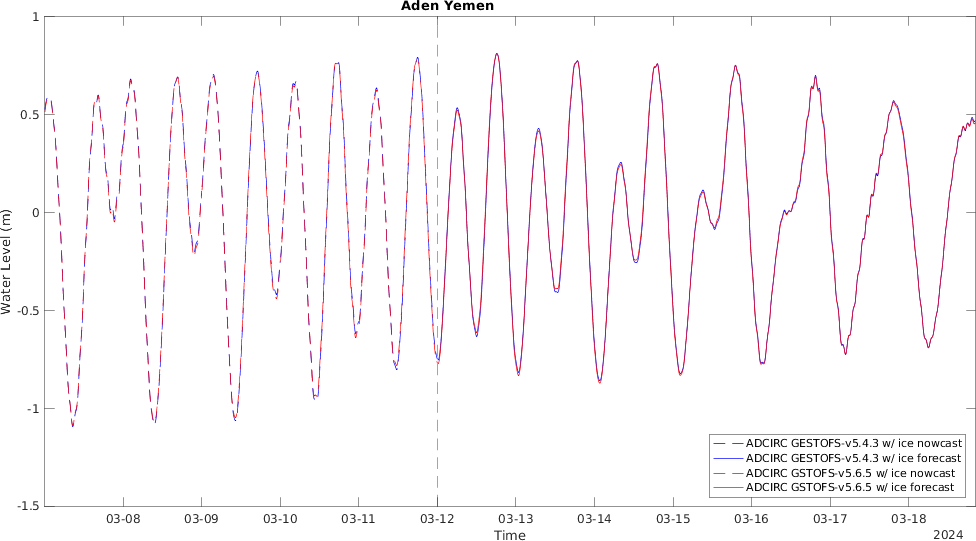 Aden Yemen
1
0.5
0
-0.5
-1
-1.5
Water Level (m)
ADCIRC GESTOFS-v5.4.3 w/ ice nowcast
ADCIRC GESTOFS-v5.4.3 w/ ice forecast
ADCIRC GSTOFS-v5.6.5 w/ ice nowcast
ADCIRC GSTOFS-v5.6.5 w/ ice forecast
03-08 03-09 03-10 03-11 03-12 03-13 03-14 03-15 03-16 03-17 03-18
Time
2024